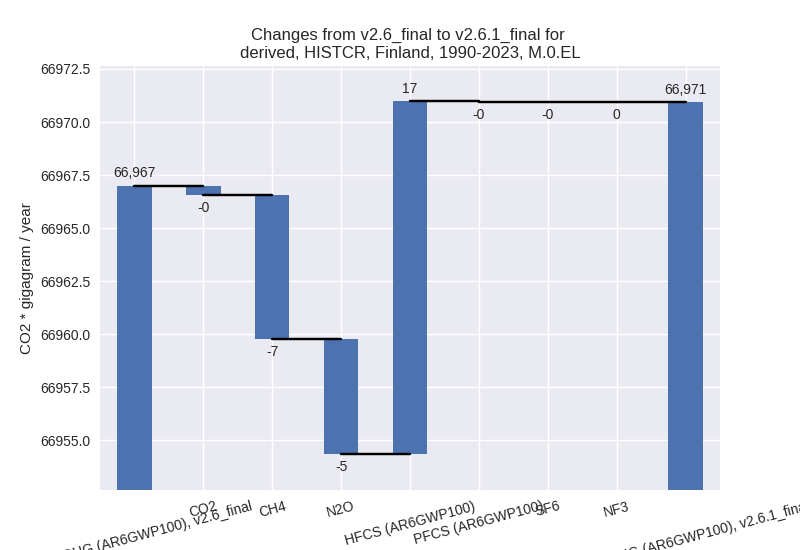 Changes from v2.6_final to v2.6.1_final for
derived, HISTCR, Finland, 1990-2023, M.0.EL
66972.5
66970.0
66967.5
66965.0
66962.5
66960.0
66957.5
66955.0
CO2 * gigagram / year
66,967
-0
-7
-5
17
-0
-0
0
66,971
(AR6GWP100), v2.6_final
CO2
CH4
N2O
HFCS (AR6GWP100)
PFCS (AR6GWP100)
SF6
NF3
(AR6GWP100), v2.6.1_fina